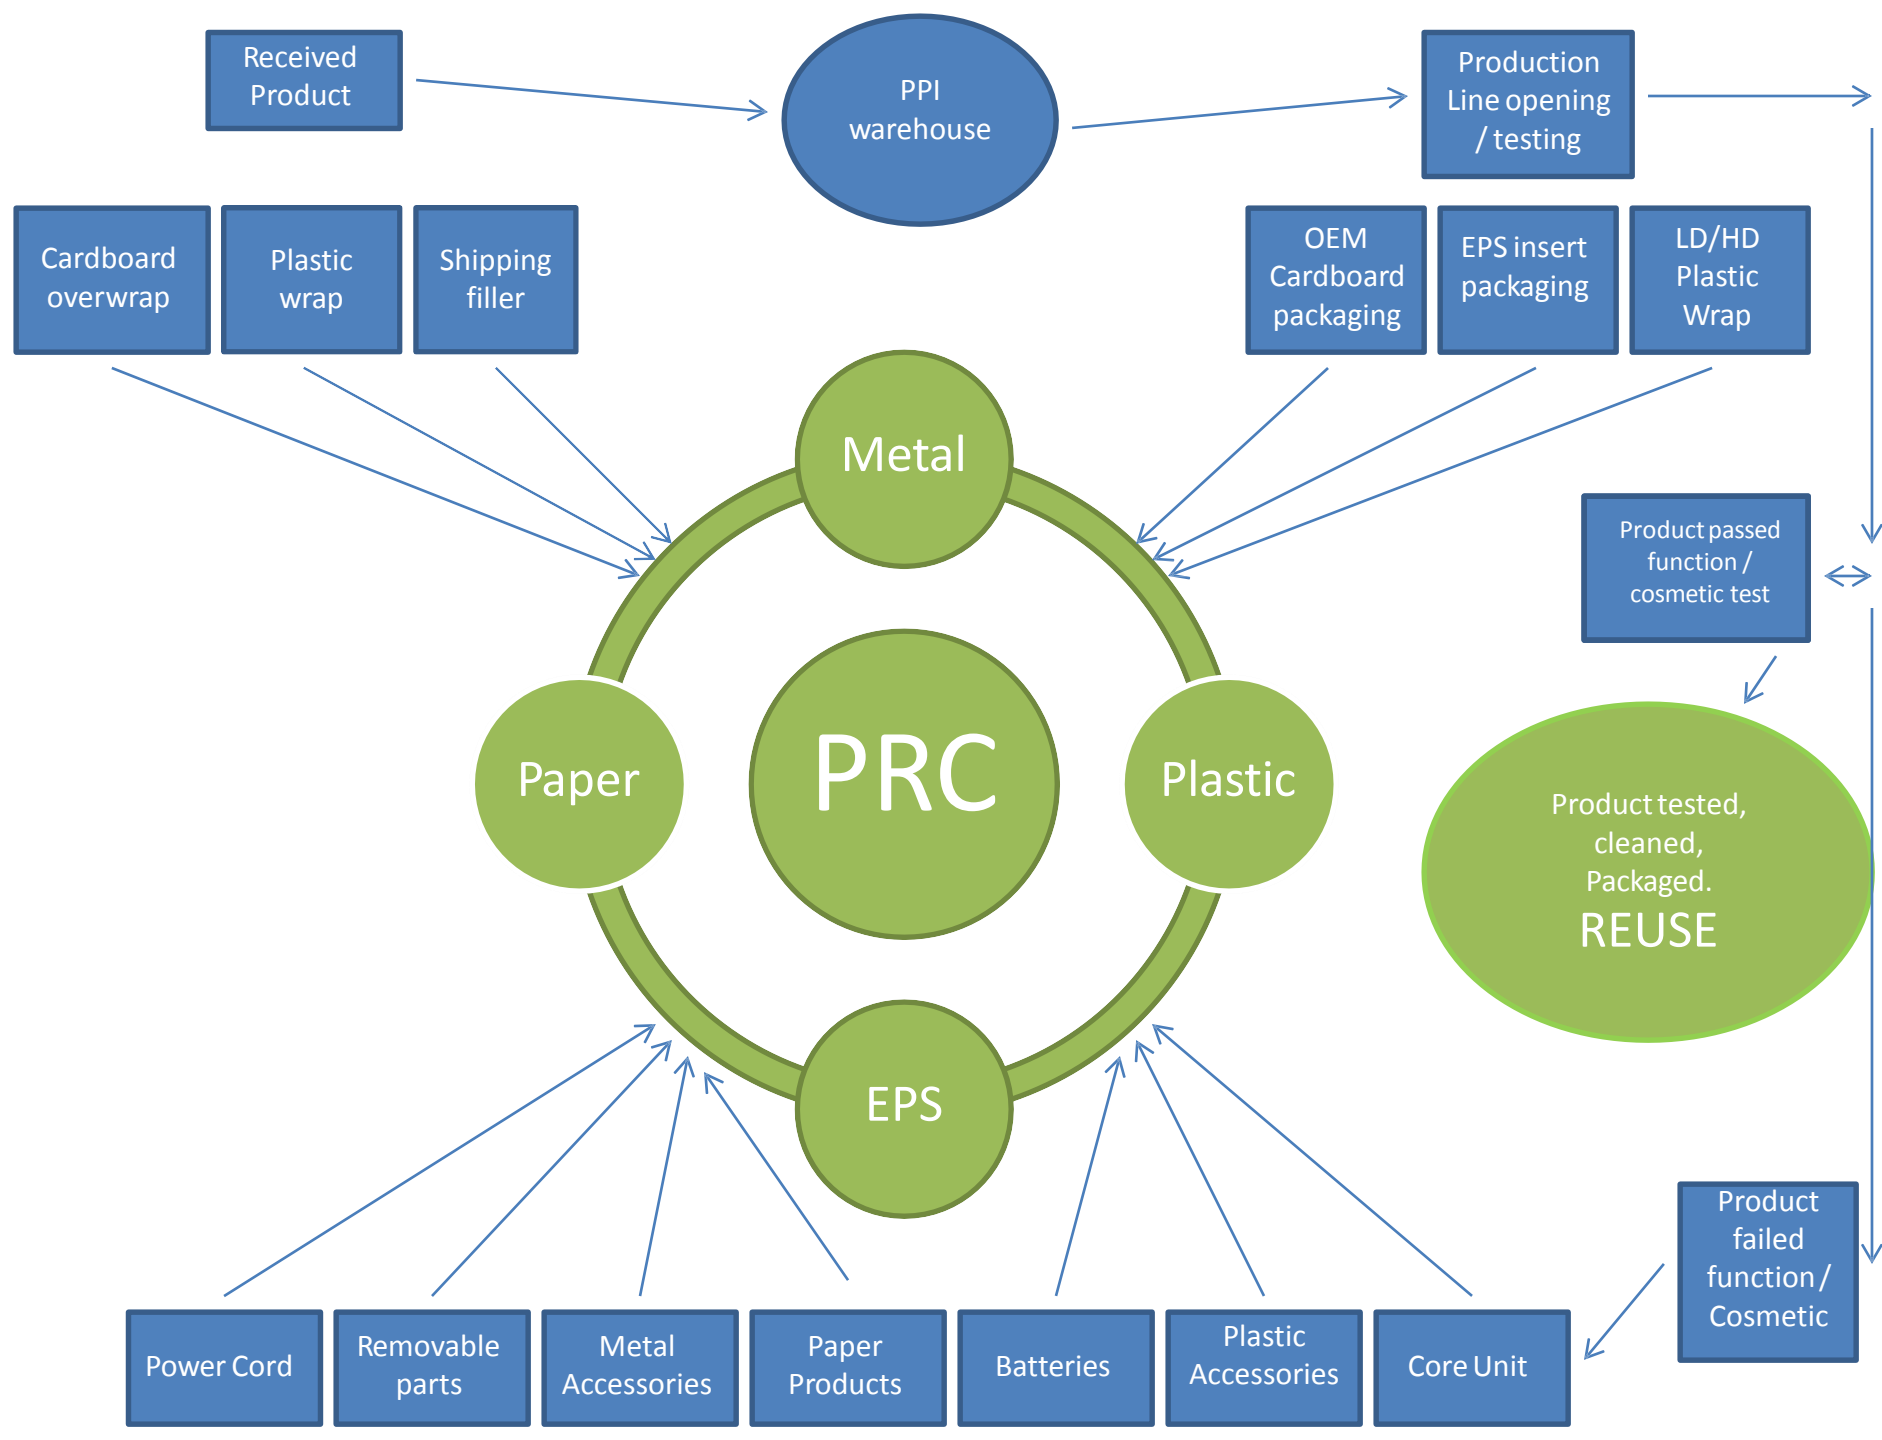 Received
Product
PPI
warehouse
Production
Line opening
/ testing
Cardboard
overwrap
Plastic
wrap
Shipping
filler
OEM
Cardboard
packaging
EPS insert
packaging
LD/HD
Plastic
Wrap
Metal
Product passed
function /
cosmetic test
Paper
PRC
Plastic
Product tested,
cleaned,
Packaged.
REUSE
EPS
Product
failed
function /
Cosmetic
Power Cord
Removable
parts
Metal
Accessories
Paper
Products
Batteries
Plastic
Accessories
Core Unit